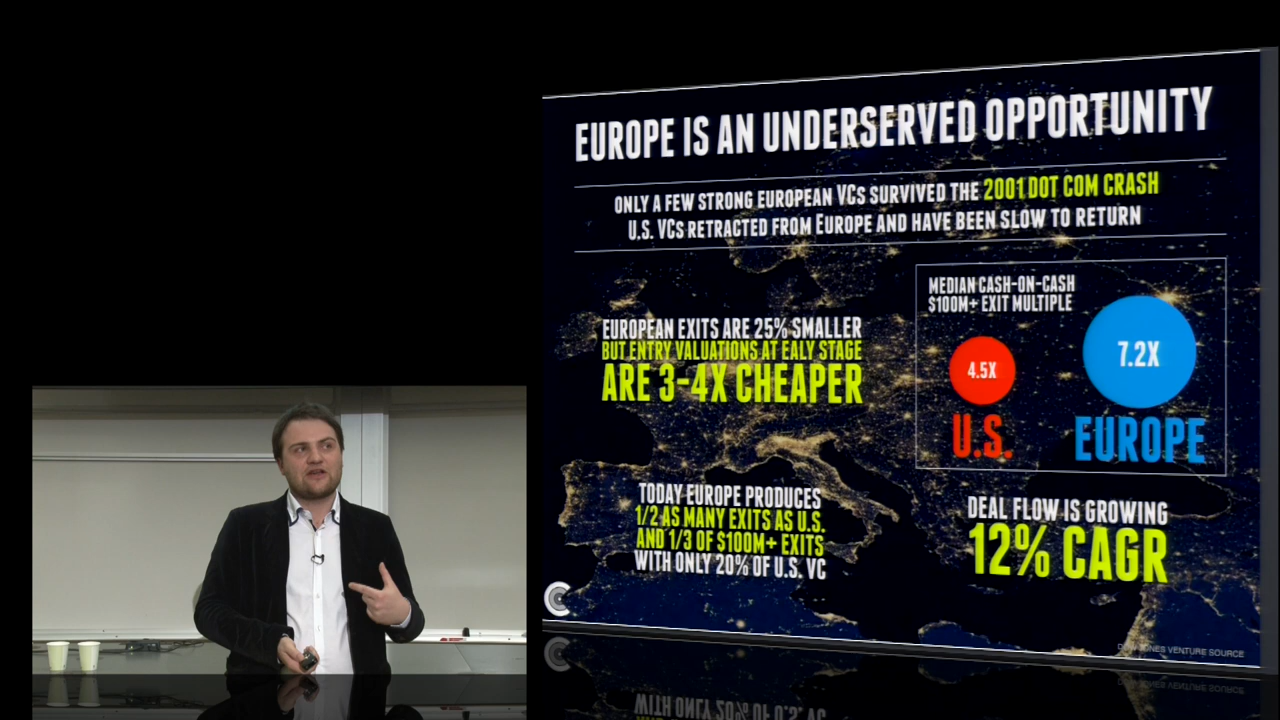 EUROPE IS AN UNDERSERVED OPPORTUNITY
ONLY A FEW STRONG EUROPEAN VCs SURVIVED THE 2001 DOT COM CRASH
U.S. VCs RETRACTED FROM EUROPE AND HAVE BEEN SLOW TO RETURN
EUROPEAN EXITS ARE 25% SMALLER
BUT ENTRY VALUATIONS AT EALY STAGE
ARE 3-4X CHEAPER
MEDIAN CASH-ON-CASH
$100M+ EXIT MULTIPLE
4.5X
7.2X
U.S.
EUROPE
TODAY EUROPE PRODUCES
1/2 AS MANY EXITS AS U.S.
AND 1/3 OF $100M+ EXITS
WITH ONLY 20% OF U.S. VC
DEAL FLOW IS GROWING
12% CAGR
VENTURE SOURCE